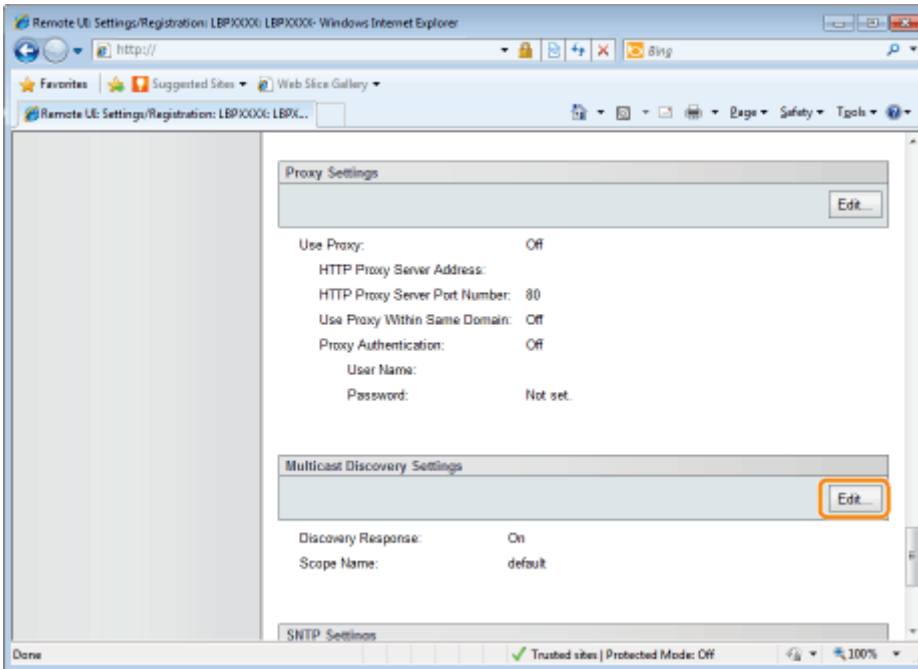 Remote UI: Settings/Registration: LBPXXXX: LBPXXXX- Windows Internet Explorer
http://
Bing
Favorites Suggested Sites Web Slice Gallery
Remote UI: Settings/Registration: LBPXXXX: LBPX...
Page Safety Tools
Proxy Settings
Edit...
Use Proxy: Off
HTTP Proxy Server Address:
HTTP Proxy Server Port Number: 80
Use Proxy Within Same Domain: Off
Proxy Authentication: Off
User Name:
Password: Not set.
Multicast Discovery Settings
Edit...
Discovery Response: On
Scope Name: default
SNTP Settings
Done Trusted sites | Protected Mode: Off 100%